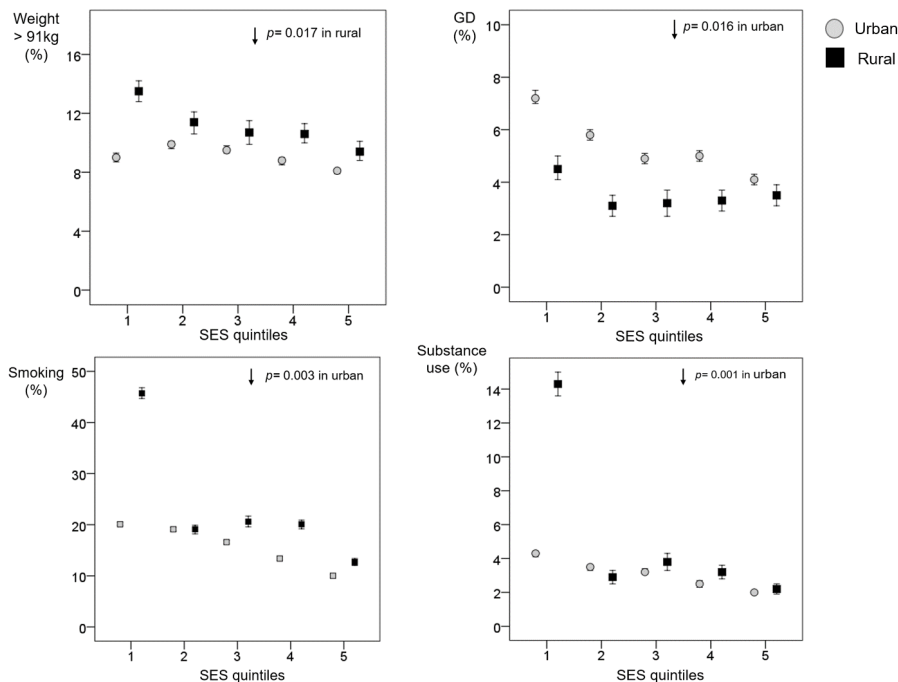 Weight
> 91kg
(%)
↓ p= 0.017 in rural
16
12
8
4
0
1 2 3 4 5
SES quintiles
GD
(%)
↓ p= 0.016 in urban
10
8
6
4
2
0
1 2 3 4 5
SES quintiles
Urban
Rural
Smoking
(%)
↓ p= 0.003 in urban
50
40
30
20
10
0
1 2 3 4 5
SES quintiles
Substance
use (%)
↓ p= 0.001 in urban
14
12
10
8
6
4
2
0
1 2 3 4 5
SES quintiles